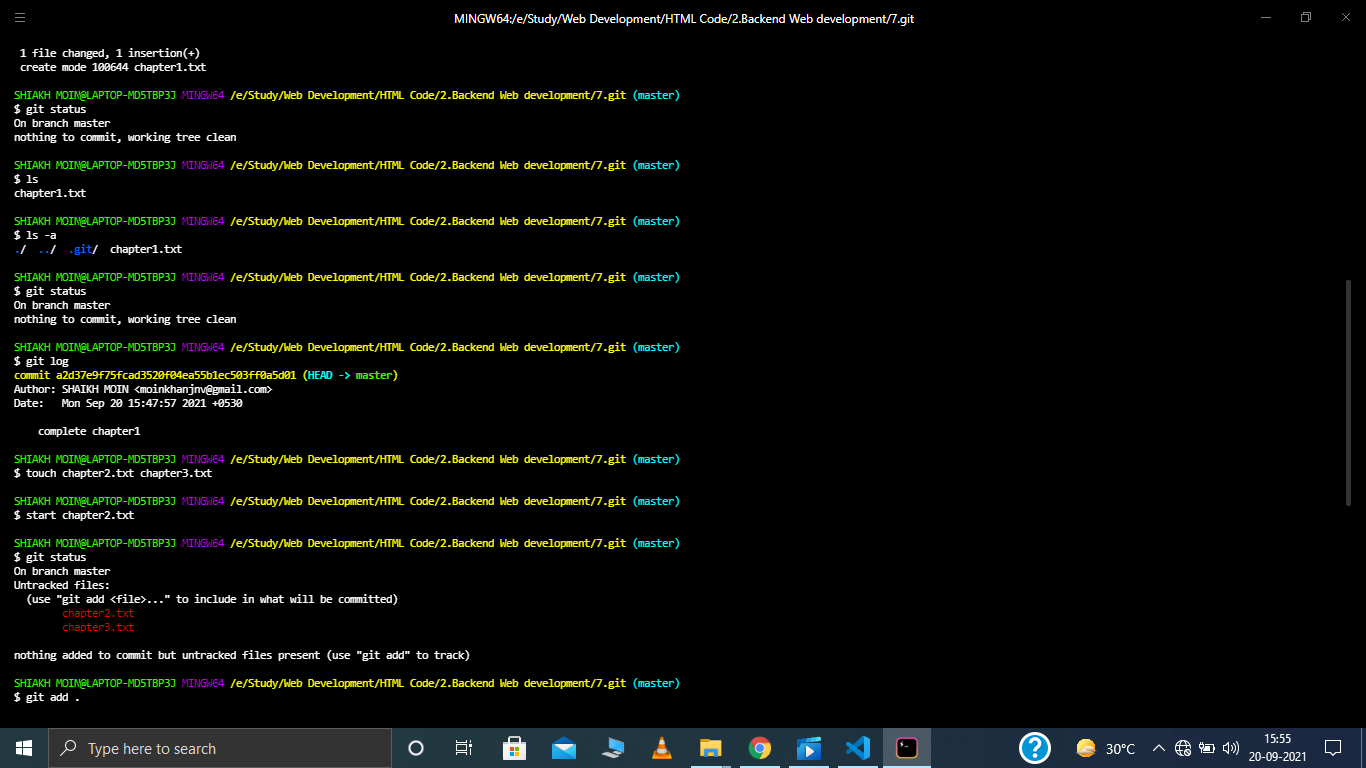 MINGW64:/e/Study/Web Development/HTML Code/2.Backend Web development/7.git
1 file changed, 1 insertion(+)
create mode 100644 chapter1.txt
SHIAKH MOIN@LAPTOP-MD5TBP3J MINGW64 /e/Study/Web Development/HTML Code/2.Backend Web development/7.git (master)
$ git status
On branch master
nothing to commit, working tree clean
SHIAKH MOIN@LAPTOP-MD5TBP3J MINGW64 /e/Study/Web Development/HTML Code/2.Backend Web development/7.git (master)
$ ls
chapter1.txt
SHIAKH MOIN@LAPTOP-MD5TBP3J MINGW64 /e/Study/Web Development/HTML Code/2.Backend Web development/7.git (master)
$ ls -a
./  ../  .git/  chapter1.txt
SHIAKH MOIN@LAPTOP-MD5TBP3J MINGW64 /e/Study/Web Development/HTML Code/2.Backend Web development/7.git (master)
$ git status
On branch master
nothing to commit, working tree clean
SHIAKH MOIN@LAPTOP-MD5TBP3J MINGW64 /e/Study/Web Development/HTML Code/2.Backend Web development/7.git (master)
$ git log
commit a2d37e9f75fcad3520f04ea55b1ec503ff0a5d01 (HEAD -> master)
Author: SHAIKH MOIN <moinkhanjnv@gmail.com>
Date:   Mon Sep 20 15:47:57 2021 +0530
complete chapter1
SHIAKH MOIN@LAPTOP-MD5TBP3J MINGW64 /e/Study/Web Development/HTML Code/2.Backend Web development/7.git (master)
$ touch chapter2.txt chapter3.txt
SHIAKH MOIN@LAPTOP-MD5TBP3J MINGW64 /e/Study/Web Development/HTML Code/2.Backend Web development/7.git (master)
$ start chapter2.txt
SHIAKH MOIN@LAPTOP-MD5TBP3J MINGW64 /e/Study/Web Development/HTML Code/2.Backend Web development/7.git (master)
$ git status
On branch master
Untracked files:
(use "git add <file>..." to include in what will be committed)
chapter2.txt
chapter3.txt
nothing added to commit but untracked files present (use "git add" to track)
SHIAKH MOIN@LAPTOP-MD5TBP3J MINGW64 /e/Study/Web Development/HTML Code/2.Backend Web development/7.git (master)
$ git add .
Type here to search
30°C
15:55
20-09-2021